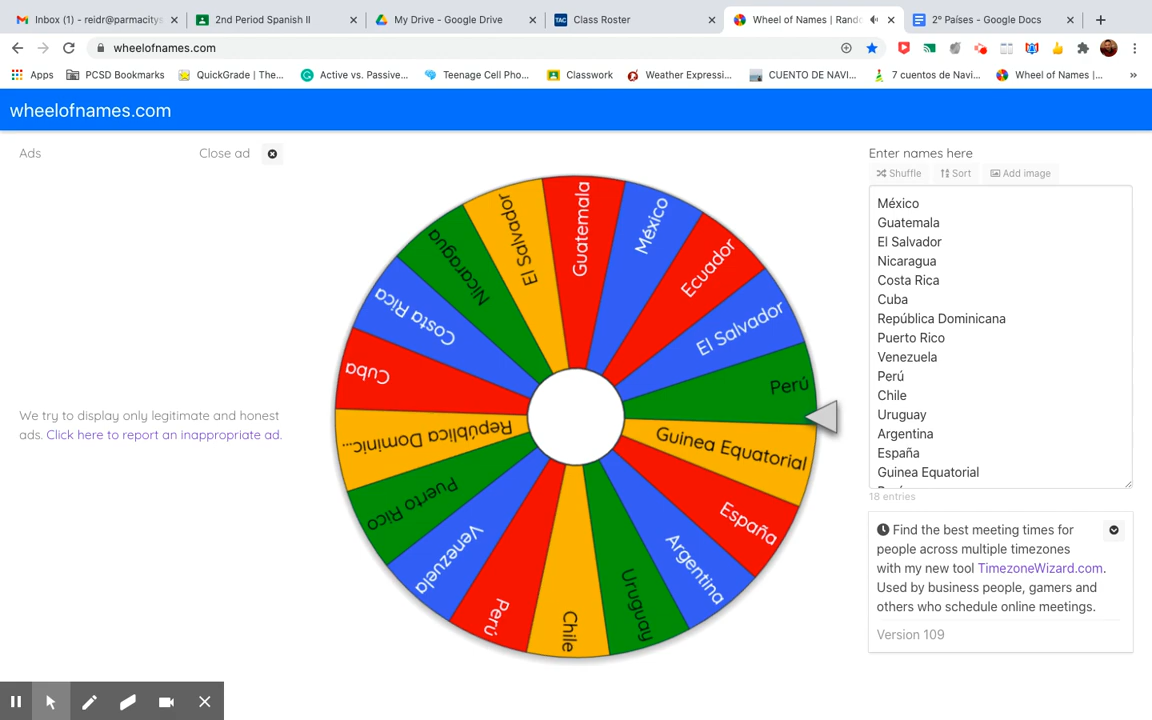 Inbox (1) - reidr@parmacitys
2nd Period Spanish II
My Drive - Google Drive
Class Roster
Wheel of Names | Rand
2º Países - Google Docs
wheelofnames.com
Apps
PCSD Bookmarks
QuickGrade | The...
Active vs. Passive...
Teenage Cell Pho...
Classwork
Weather Expressi...
CUENTO DE NAVI...
7 cuentos de Navi...
Wheel of Names |...
»
wheelofnames.com
Ads
Close ad
We try to display only legitimate and honest
ads. Click here to report an inappropriate ad.
Guatemala
México
Ecuador
El Salvador
Perú
Guinea Equatorial
España
Argentina
Uruguay
Chile
Perú
Venezuela
Puerto Rico
República Dominic...
Cuba
Costa Rica
Nicaragua
El Salvador
Enter names here
Shuffle
Sort
Add image
México
Guatemala
El Salvador
Nicaragua
Costa Rica
Cuba
República Dominicana
Puerto Rico
Venezuela
Perú
Chile
Uruguay
Argentina
España
Guinea Equatorial
18 entries
Find the best meeting times for
people across multiple timezones
with my new tool TimezoneWizard.com.
Used by business people, gamers and
others who schedule online meetings.
Version 109